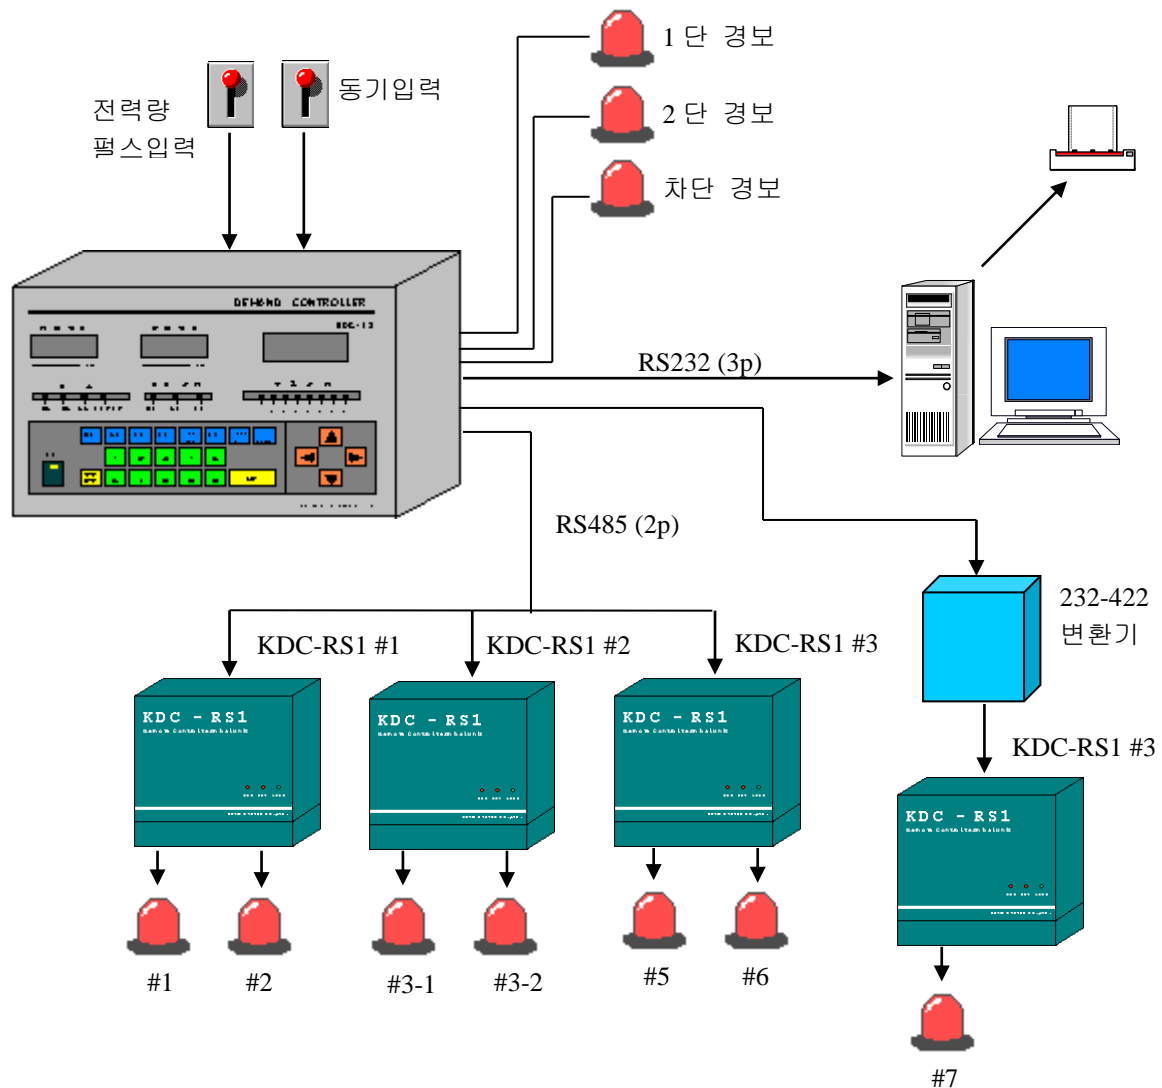 1단 경보
동기입력
전력량
펄스입력
2단 경보
차단 경보
DEMAND CONTROLLER
RS232 (3p)
RS485 (2p)
232-422
변환기
KDC-RS1 #1
KDC-RS1 #2
KDC-RS1 #3
KDC-RS1 #3
KDC - RS1
KDC - RS1
KDC - RS1
KDC - RS1
#1
#2
#3-1
#3-2
#5
#6
#7